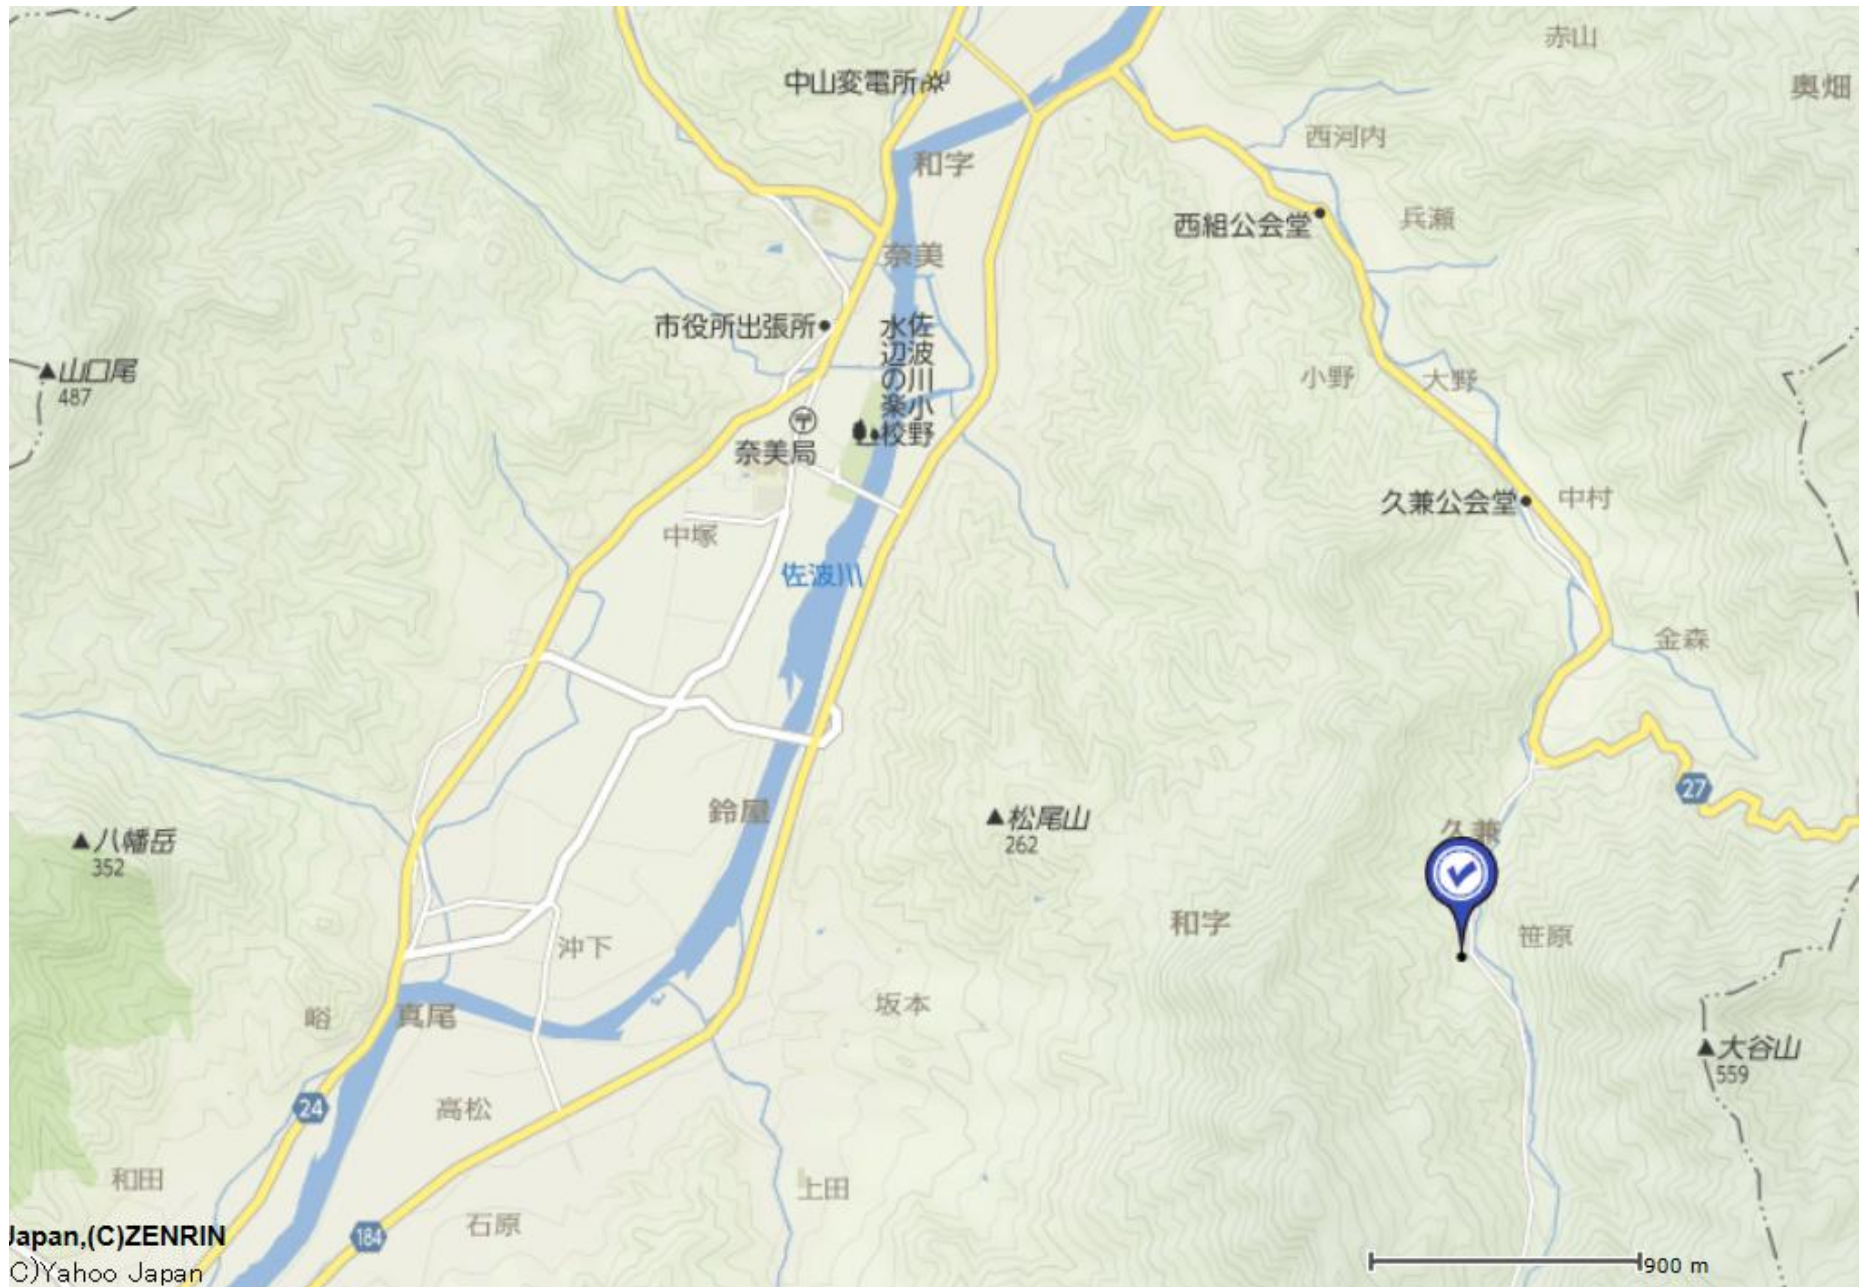 赤山
奥畑
中山変電所
西河内
和字
兵瀬
西組公会堂
奈美
市役所出張所
佐波川小野
水辺の楽校
山口尾
487
小野
大野
奈美局
久兼公会堂
中村
中塚
佐波川
金森
27
鈴屋
松尾山
262
久兼
八幡岳
352
和字
笹原
沖下
坂本
峪
真尾
大谷山
559
24
高松
和田
上田
石原
184
Japan,(C)ZENRIN
C)Yahoo Japan
900 m